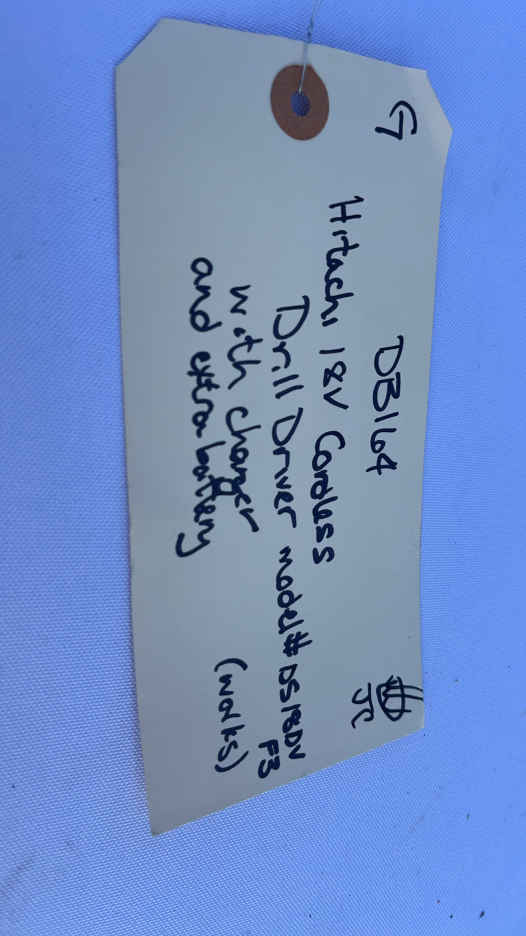 G
DB164
JC
Hitachi 18V Cordless
Drill Driver model# DS18DV
F3
with charger
and extra battery
(works)